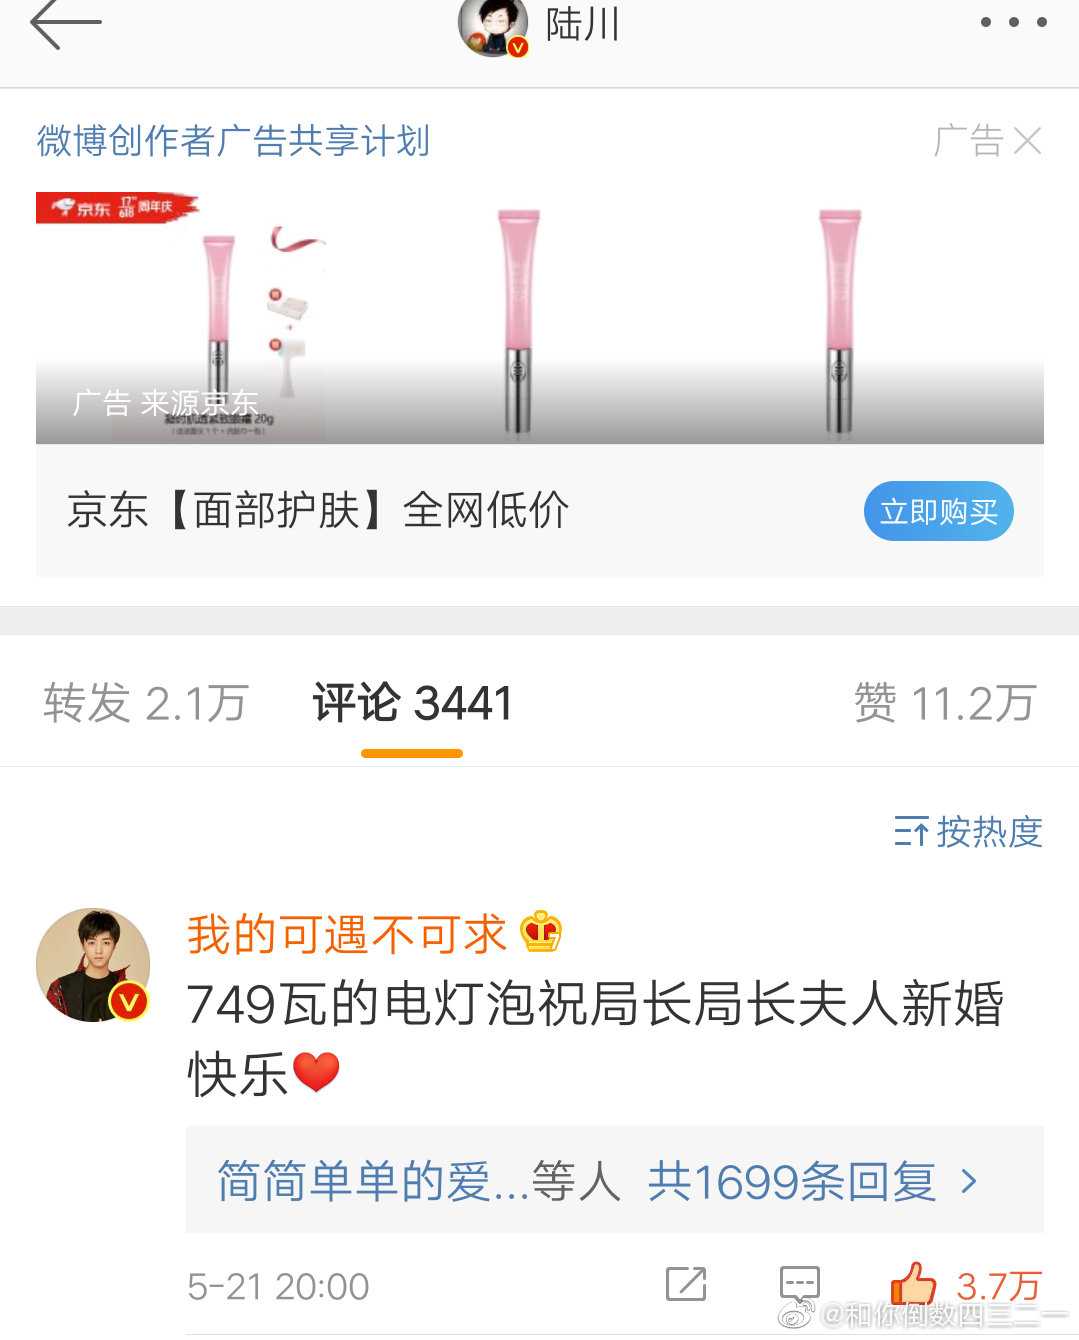 陆川
微博创作者广告共享计划
广告
京东 17th 618 周年庆
广告 来源京东
京东【面部护肤】全网低价
立即购买
转发 2.1万
评论 3441
赞 11.2万
按热度
我的可遇不可求
749瓦的电灯泡祝局长局长夫人新婚
快乐❤️
简简单单的爱...等人 共1699条回复
5-21 20:00
3.7万
@和你倒数四三二一